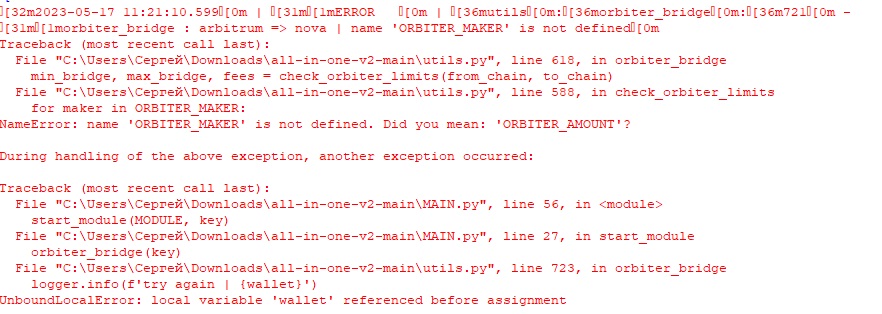 [32m2023-05-17 11:21:10.599[0m | [31m[1mERROR   [0m | [36mutils[0m:[36morbiter_bridge[0m:[36m721[0m -
[31m[1morbiter_bridge : arbitrum => nova | name 'ORBITER_MAKER' is not defined[0m
Traceback (most recent call last):
  File "C:\Users\Сергей\Downloads\all-in-one-v2-main\utils.py", line 618, in orbiter_bridge
    min_bridge, max_bridge, fees = check_orbiter_limits(from_chain, to_chain)
  File "C:\Users\Сергей\Downloads\all-in-one-v2-main\utils.py", line 588, in check_orbiter_limits
    for maker in ORBITER_MAKER:
NameError: name 'ORBITER_MAKER' is not defined. Did you mean: 'ORBITER_AMOUNT'?

During handling of the above exception, another exception occurred:

Traceback (most recent call last):
  File "C:\Users\Сергей\Downloads\all-in-one-v2-main\MAIN.py", line 56, in <module>
    start_module(MODULE, key)
  File "C:\Users\Сергей\Downloads\all-in-one-v2-main\MAIN.py", line 27, in start_module
    orbiter_bridge(key)
  File "C:\Users\Сергей\Downloads\all-in-one-v2-main\utils.py", line 723, in orbiter_bridge
    logger.info(f'try again | {wallet}')
UnboundLocalError: local variable 'wallet' referenced before assignment